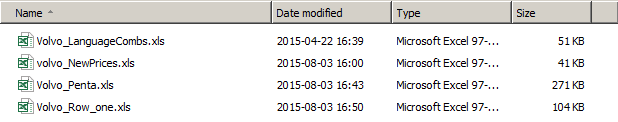 Name Date modified Type Size
Volvo_LanguageCombs.xls 2015-04-22 16:39 Microsoft Excel 97-... 51 KB
Volvo_NewPrices.xls 2015-08-03 16:00 Microsoft Excel 97-... 41 KB
Volvo_Penta.xls 2015-08-03 16:43 Microsoft Excel 97-... 271 KB
Volvo_Row_one.xls 2015-08-03 16:50 Microsoft Excel 97-... 104 KB